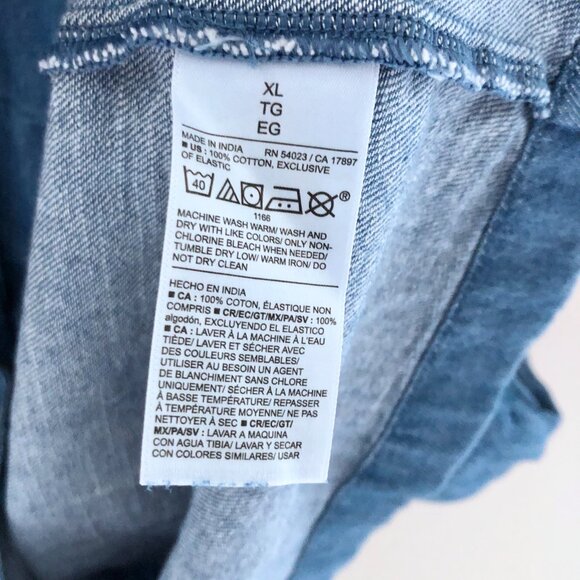 XL
TG
EG
MADE IN INDIA RN 54023 / CA 17897
■ US : 100% COTTON, EXCLUSIVE
OF ELASTIC
40 ®
1166
MACHINE WASH WARM/ WASH AND
DRY WITH LIKE COLORS/ ONLY NON-
CHLORINE BLEACH WHEN NEEDED/
TUMBLE DRY LOW/ WARM IRON/ DO
NOT DRY CLEAN
HECHO EN INDIA
■ CA : 100% COTON, ÉLASTIQUE NON
COMPRIS ■ CR/EC/GT/MX/PA/SV : 100%
algodón, EXCLUYENDO EL ELASTICO
■ CA : LAVER À LA MACHINE À L'EAU
TIÈDE/ LAVER ET SÉCHER AVEC
DES COULEURS SEMBLABLES/
UTILISER AU BESOIN UN AGENT
DE BLANCHIMENT SANS CHLORE
UNIQUEMENT/ SÉCHER À LA MACHINE
À BASSE TEMPÉRATURE/ REPASSER
À TEMPÉRATURE MOYENNE/ NE PAS
NETTOYER À SEC ■ CR/EC/GT/
MX/PA/SV : LAVAR A MAQUINA
CON AGUA TIBIA/ LAVAR Y SECAR
CON COLORES SIMILARES/ USAR